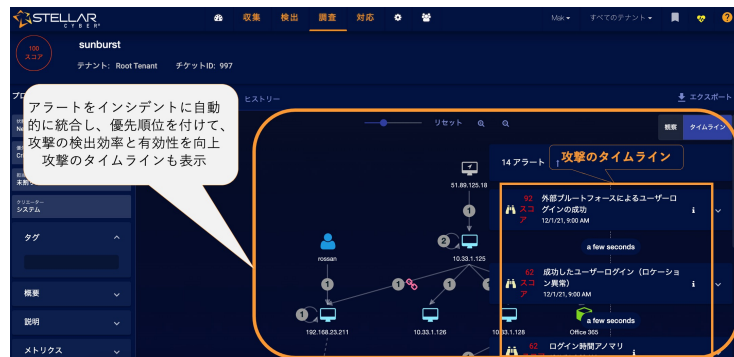 STELLAR
CYBER
収集
検出
調査
対応
Mak
すべてのテナント
100
スコア
sunburst
テナント: Root Tenant
チケットID: 997
ヒストリー
エクスポート
アラートをインシデントに自動
的に統合し、優先順位を付けて、
攻撃の検出効率と有効性を向上
攻撃のタイムラインも表示
リセット
観察
タイムライン
14アラート
攻撃のタイムライン
クリエーター
システム
タグ
概要
説明
メトリクス
51.89.125.18
1
2
10.33.1.125
rossan
1
1
1
1
192.168.23.211
10.33.1.126
10.33.1.128
Office 365
92
スコ
ア
外部ブルートフォースによるユーザーロ
グインの成功
12/1/21, 9:00 AM
a few seconds
62
スコ
ア
成功したユーザーログイン（ロケーショ
ン異常）
12/1/21, 9:00 AM
a few seconds
62
ログイン時間アノマリ